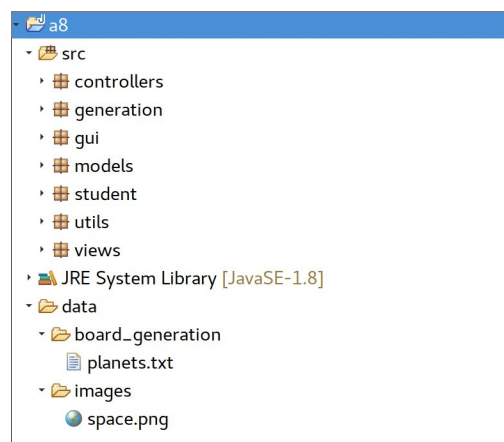 a8
src
controllers
generation
gui
models
student
utils
views
JRE System Library [JavaSE-1.8]
data
board_generation
planets.txt
images
space.png